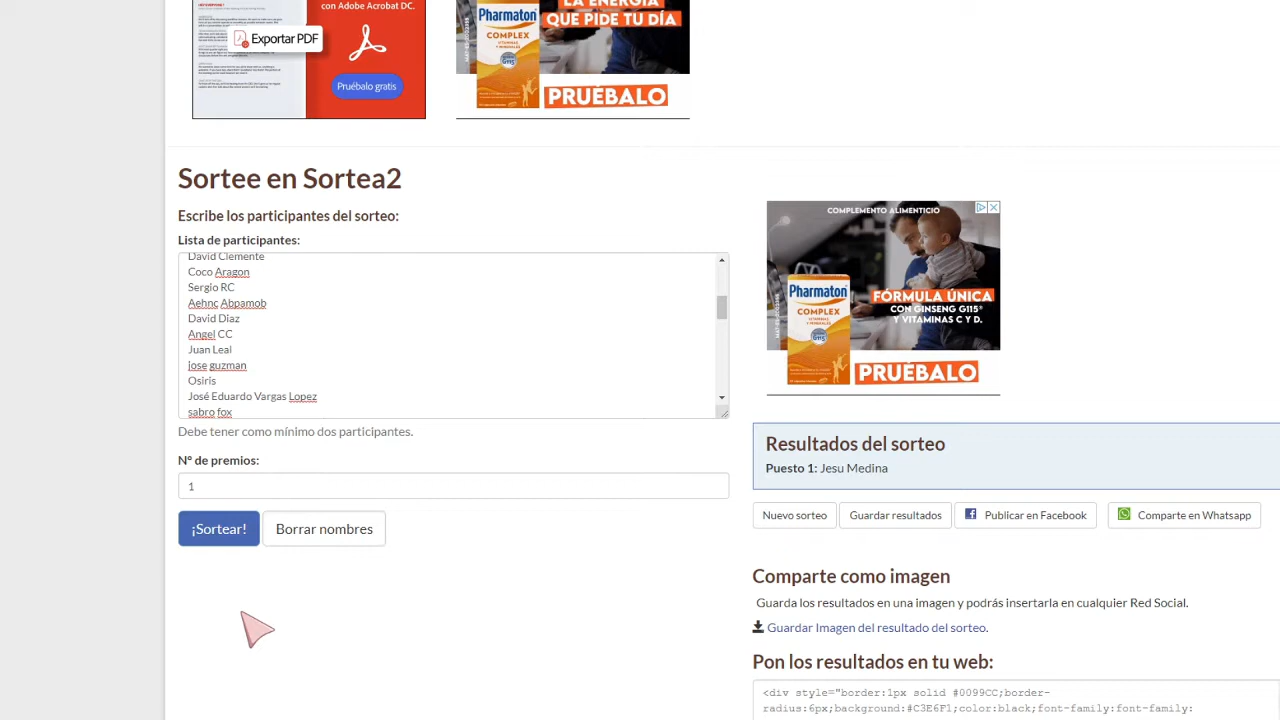 con Adobe Acrobat DC.
Exportar PDF
Pruébalo gratis
LA ENERGÍA
QUE PIDE TU DÍA
Pharmaton
COMPLEX
VITAMINAS
Y MINERALES
PRUÉBALO
Sortee en Sortea2
Escribe los participantes del sorteo:
Lista de participantes:
David Clemente
Coco Aragon
Sergio RC
Aehnc Abpamob
David Diaz
Angel CC
Juan Leal
jose guzman
Osiris
José Eduardo Vargas Lopez
sabro fox
Debe tener como mínimo dos participantes.
Nº de premios:
1
¡Sortear!
Borrar nombres
COMPLEMENTO ALIMENTICIO
Pharmaton
COMPLEX
VITAMINAS
Y MINERALES
FÓRMULA ÚNICA
CON GINSENG G115®
Y VITAMINAS C Y D.
PRUÉBALO
Resultados del sorteo
Puesto 1: Jesu Medina
Nuevo sorteo
Guardar resultados
Publicar en Facebook
Comparte en Whatsapp
Comparte como imagen
Guarda los resultados en una imagen y podrás insertarla en cualquier Red Social.
Guardar Imagen del resultado del sorteo.
Pon los resultados en tu web:
<div style="border:1px solid #0099CC;border-
radius:6px;background:#C3E6F1;color:black;font-family:font-family: